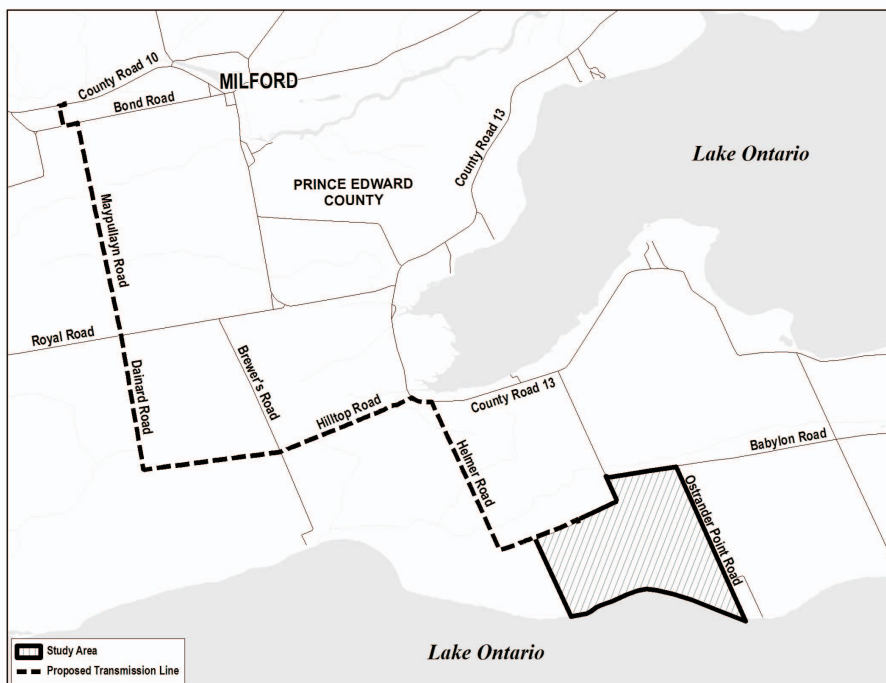 County Road 10
MILFORD
Bond Road
County Road 13
Lake Ontario
PRINCE EDWARD
COUNTY
Maypullayn Road
Royal Road
Dainard Road
Brewer's Road
Hilltop Road
County Road 13
Helmer Road
Babylon Road
Ostrander Point Road
Lake Ontario
Study Area
Proposed Transmission Line